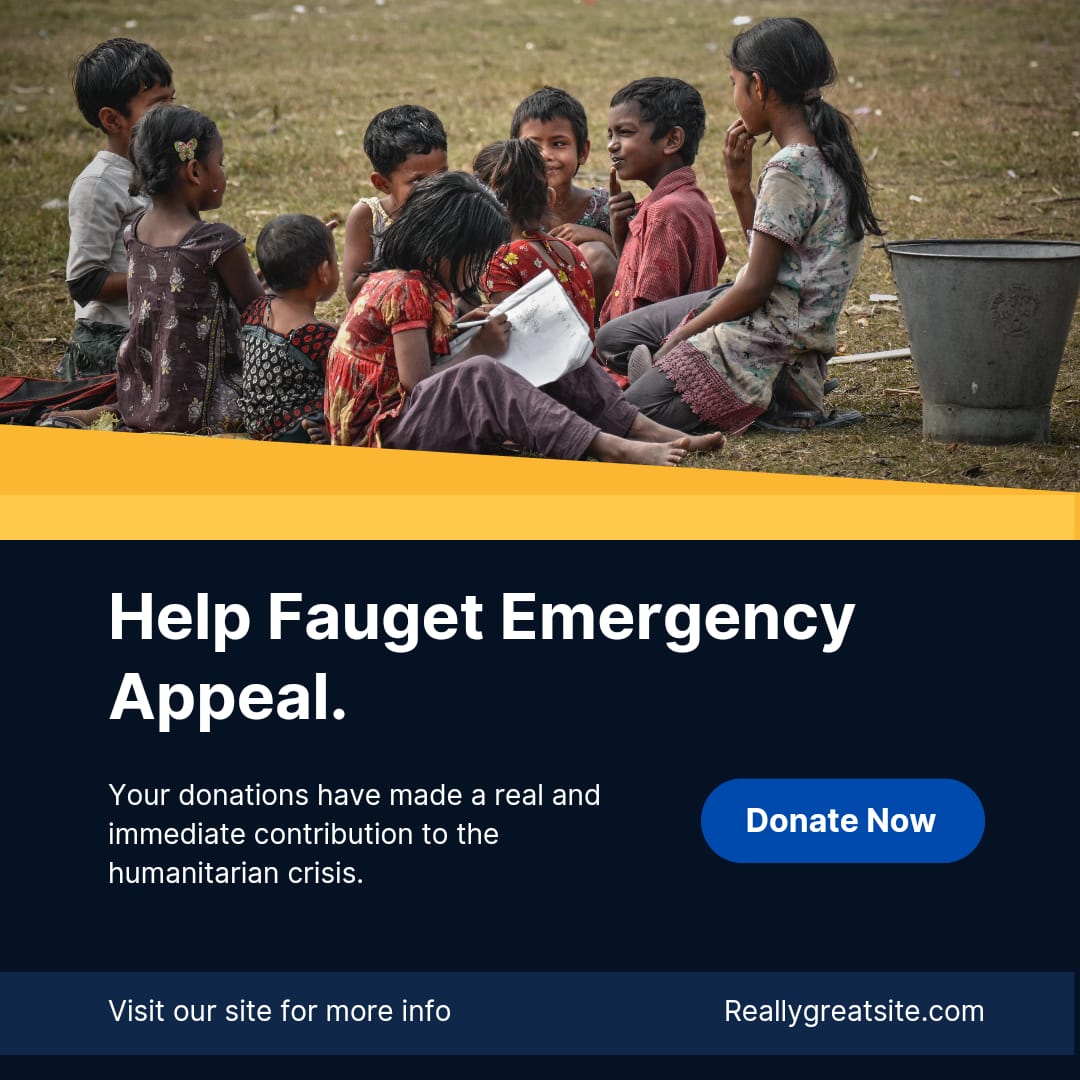 Help Fauget Emergency
Appeal.
Your donations have made a real and
immediate contribution to the
humanitarian crisis.
Donate Now
Visit our site for more info
Reallygreatsite.com